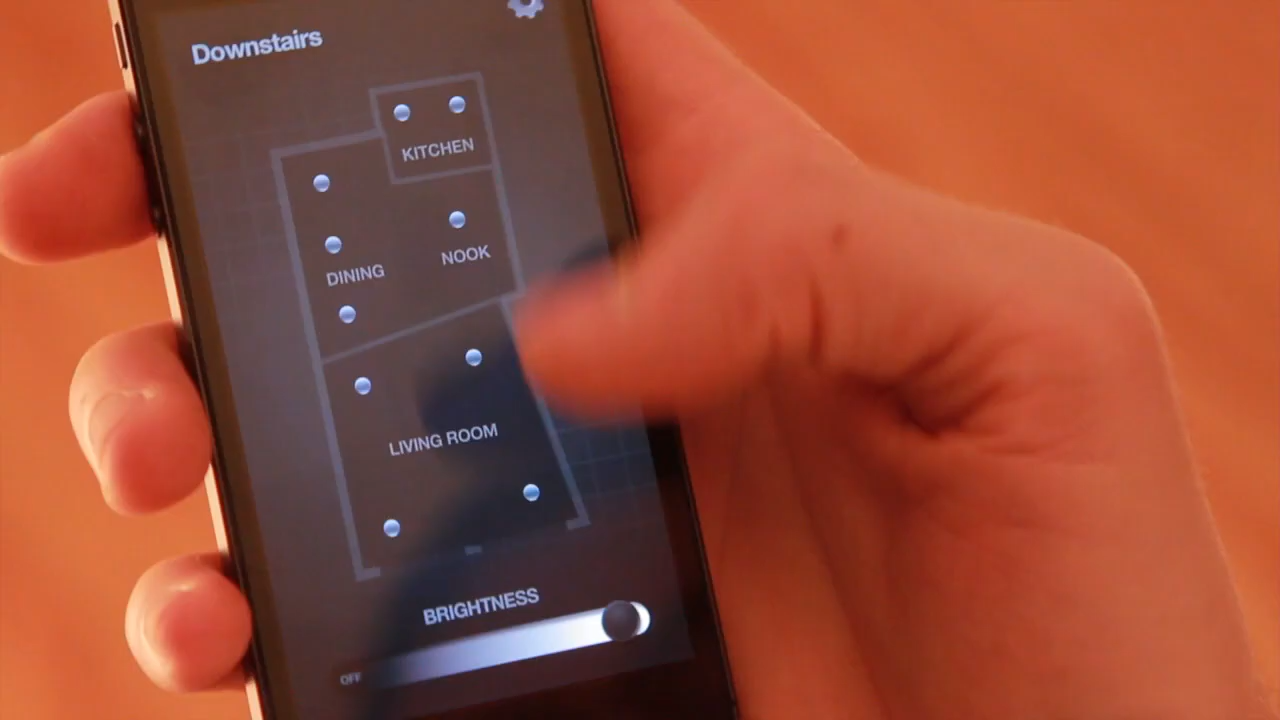 Downstairs
KITCHEN
NOOK
DINING
LIVING ROOM
BRIGHTNESS
OFF